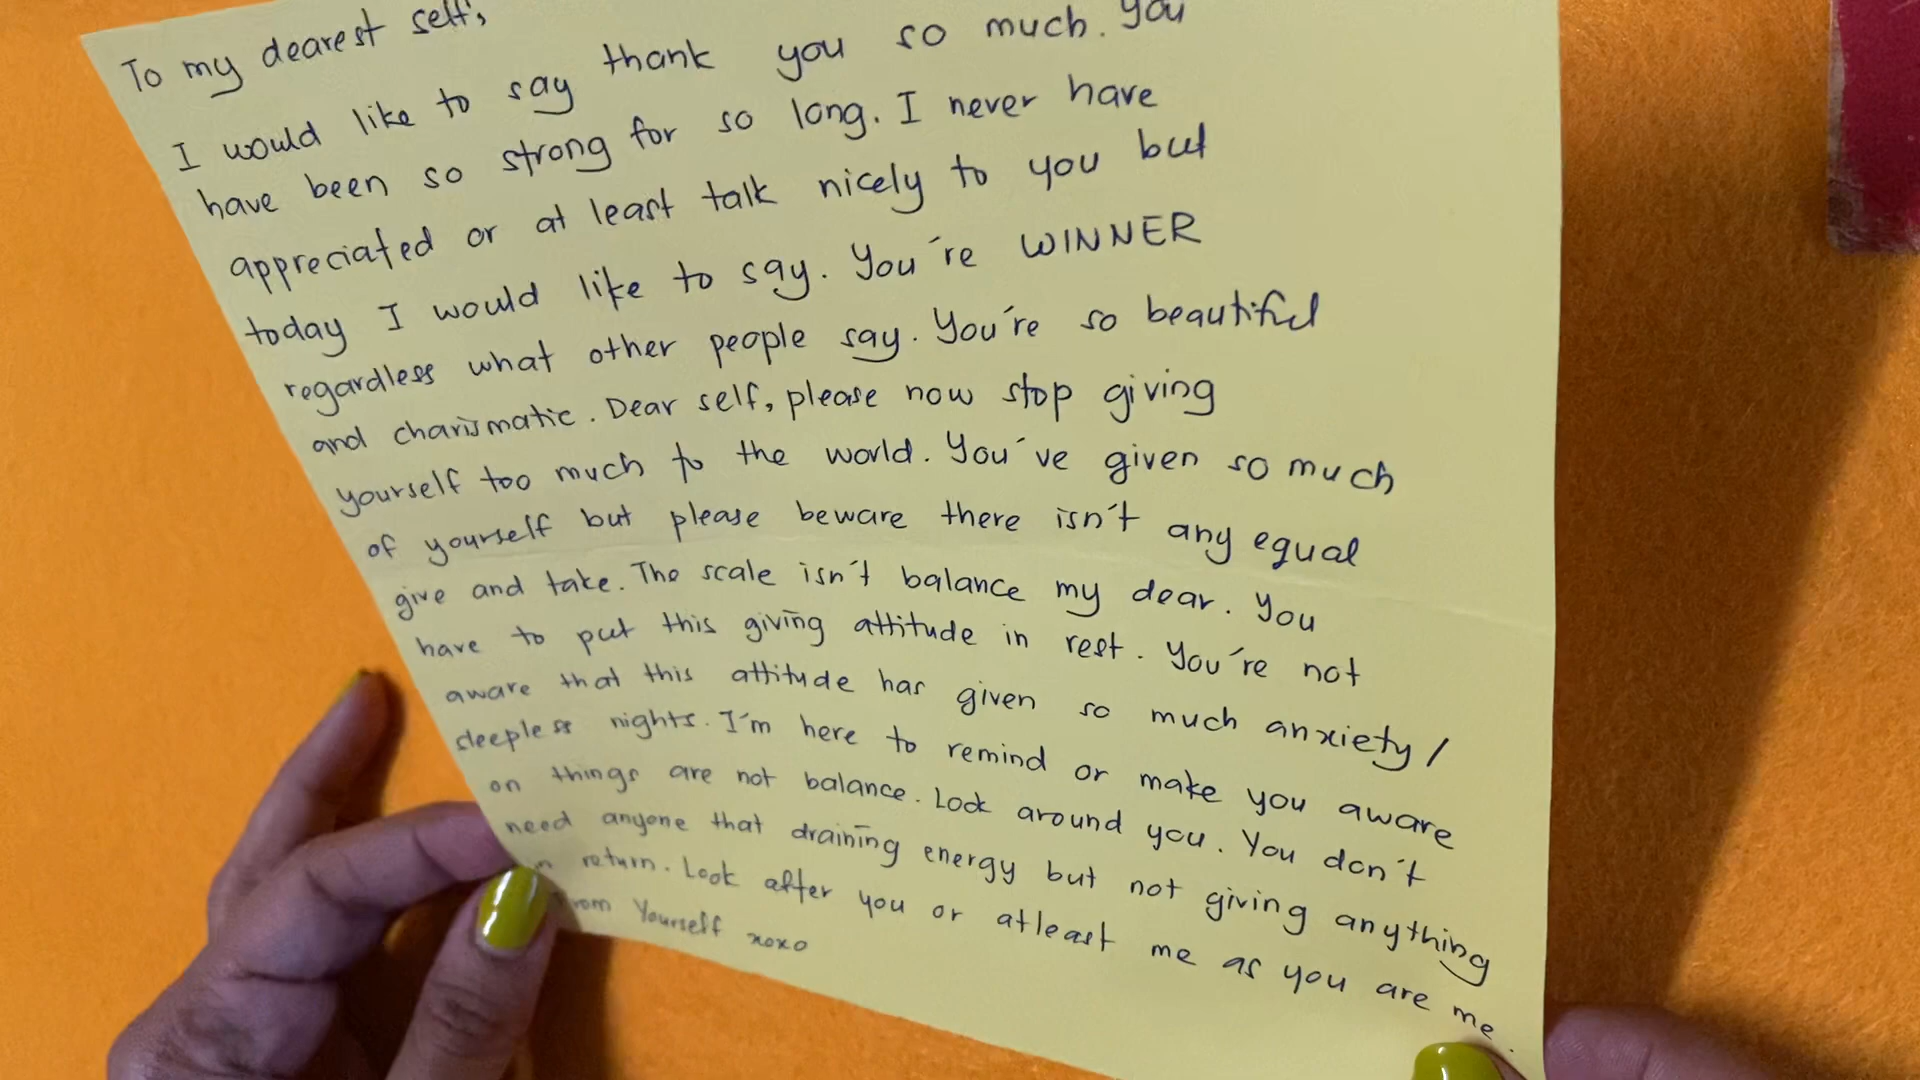 To my dearest self,
I would like to say thank you so much. You
have been so strong for so long. I never have
appreciated or at least talk nicely to you but
today I would like to say. You're WINNER
regardless what other people say. You're so beautiful
and charismatic. Dear self, please now stop giving
yourself too much to the world. You've given so much
of yourself but please beware there isn't any equal
give and take. The scale isn't balance my dear. You
have to put this giving attitude in rest. You're not
aware that this attitude has given so much anxiety/
sleepless nights. I'm here to remind or make you aware
on things are not balance. Look around you. You don't
need anyone that draining energy but not giving anything
in return. Look after you or atleast me as you are me.
From Yourself xoxo